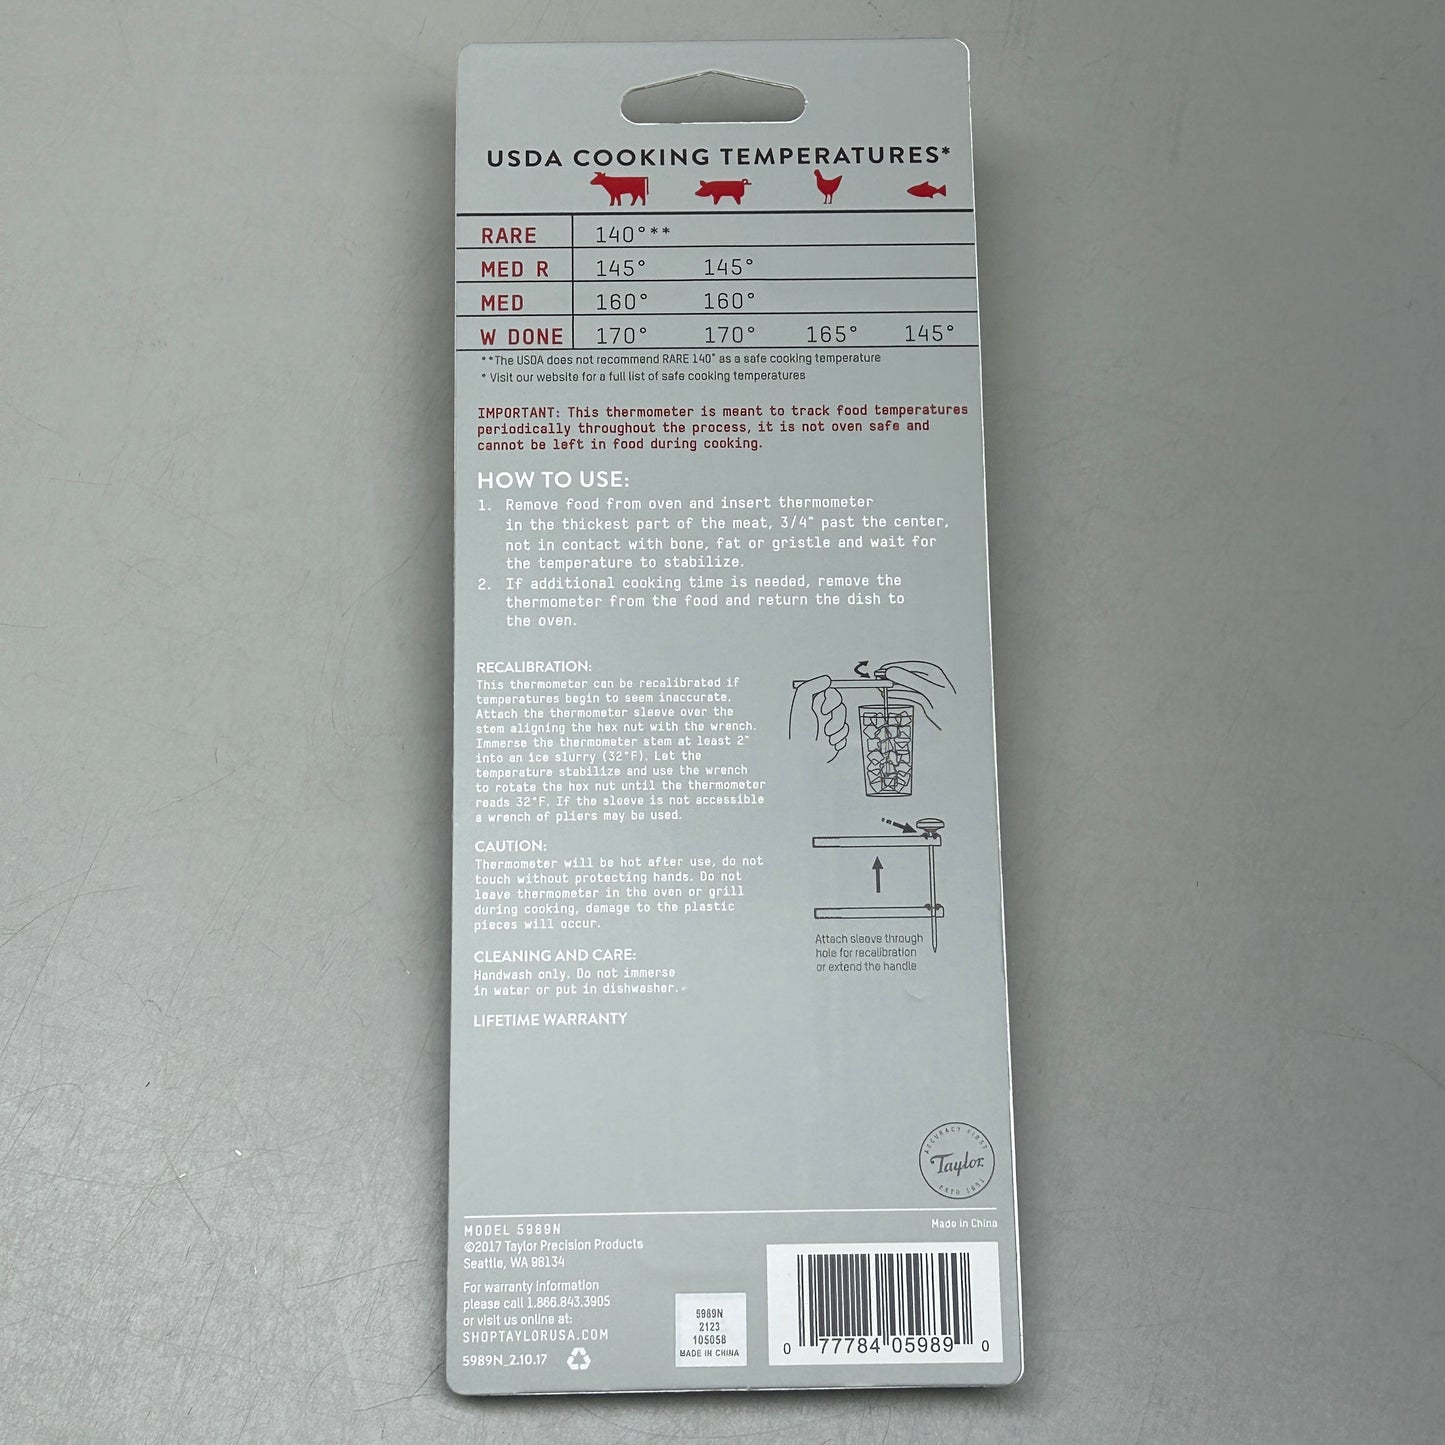 USDA COOKING TEMPERATURES*
RARE 140°**
MED R 145° 145°
MED 160° 160°
W DONE 170° 170° 165° 145°
**The USDA does not recommend RARE 140° as a safe cooking temperature
* Visit our website for a full list of safe cooking temperatures
IMPORTANT: This thermometer is meant to track food temperatures
periodically throughout the process, it is not oven safe and
cannot be left in food during cooking.
HOW TO USE:
1. Remove food from oven and insert thermometer
in the thickest part of the meat, 3/4" past the center,
not in contact with bone, fat or gristle and wait for
the temperature to stabilize.
2. If additional cooking time is needed, remove the
thermometer from the food and return the dish to
the oven.
RECALIBRATION:
This thermometer can be recalibrated if
temperatures begin to seem inaccurate.
Attach the thermometer sleeve over the
stem aligning the hex nut with the wrench.
Immerse the thermometer stem at least 2"
into an ice slurry (32°F). Let the
temperature stabilize and use the wrench
to rotate the hex nut until the thermometer
reads 32°F. If the sleeve is not accessible
a wrench of pliers may be used.
CAUTION:
Thermometer will be hot after use, do not
touch without protecting hands. Do not
leave thermometer in the oven or grill
during cooking, damage to the plastic
pieces will occur.
Attach sleeve through
hole for recalibration
or extend the handle
CLEANING AND CARE:
Handwash only. Do not immerse
in water or put in dishwasher.
LIFETIME WARRANTY
ACCURACY FIRST
Taylor
ESTD 1851
MODEL 5989N
Made in China
©2017 Taylor Precision Products
Seattle, WA 98134
For warranty information
please call 1.866.843.3905
or visit us online at:
SHOPTAYLORUSA.COM
5989N_2.10.17
5989N
2123
105058
MADE IN CHINA
0 77784 05989 0